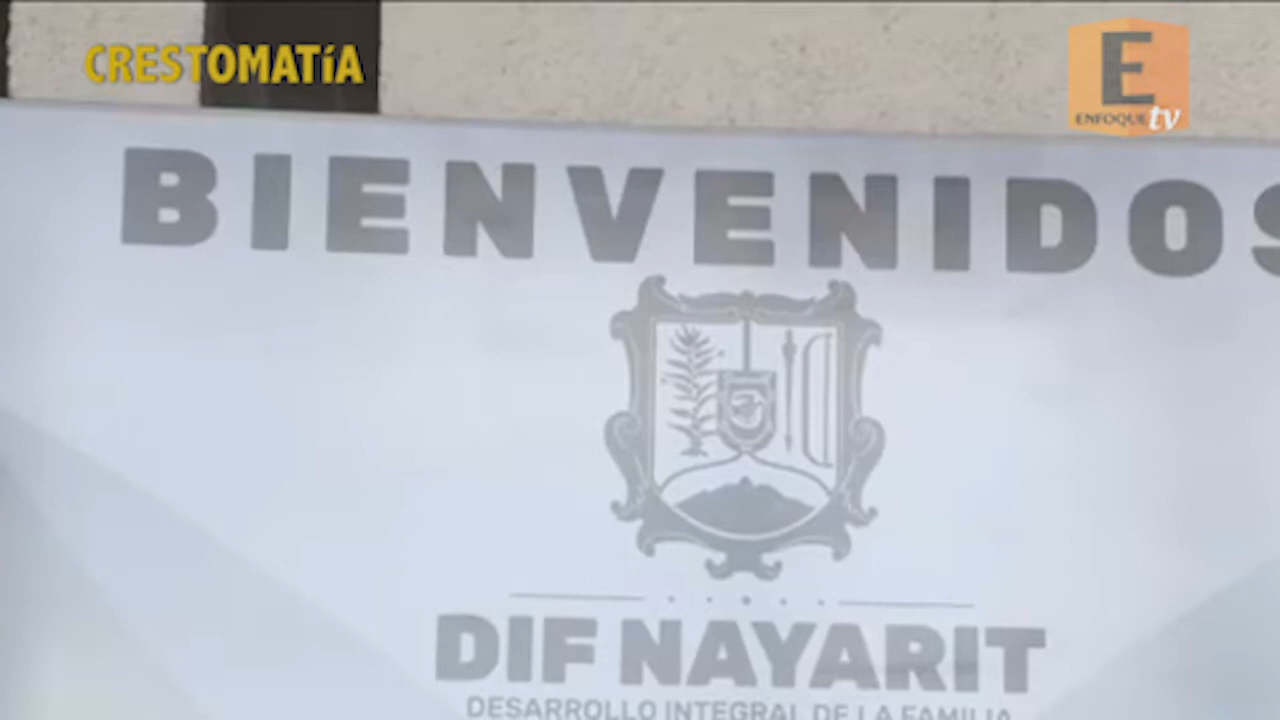 CRESTOMATíA
E
ENFOQUE tv
BIENVENIDOS
DIF NAYARIT
DESARROLLO INTEGRAL DE LA FAMILIA